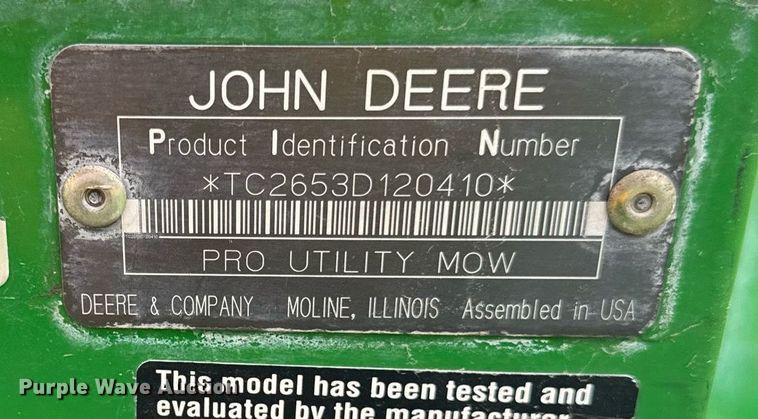 JOHN DEERE
Product Identification Number
*TC2653D120410*
PRO UTILITY MOW
DEERE & COMPANY MOLINE, ILLINOIS Assembled in USA
This model has been tested and
evaluated by the manufacturer
Purple Wave Auction